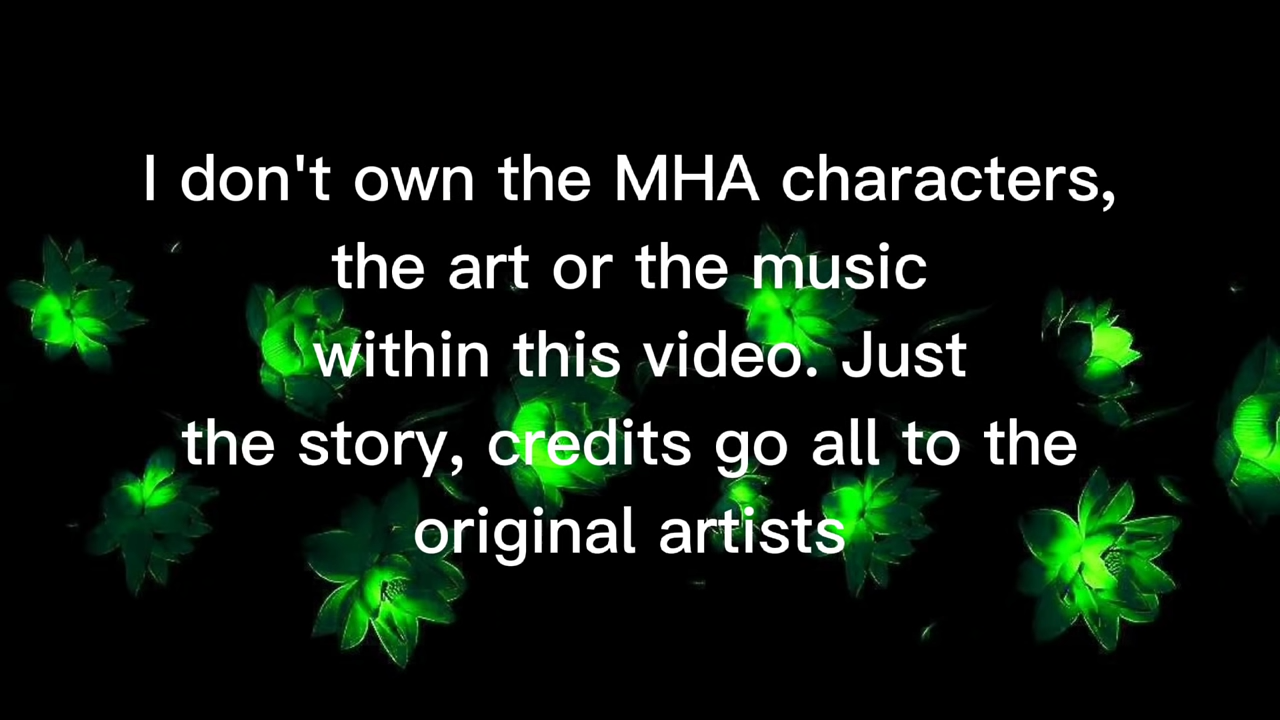 I don't own the MHA characters,
the art or the music
within this video. Just
the story, credits go all to the
original artists